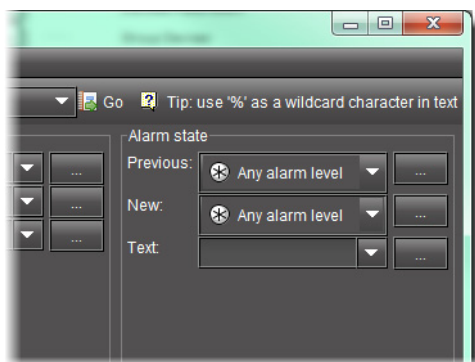 Go Tip: use '%' as a wildcard character in text
Alarm state
Previous: Any alarm level ...
...
New: Any alarm level ...
...
Text: ...
...